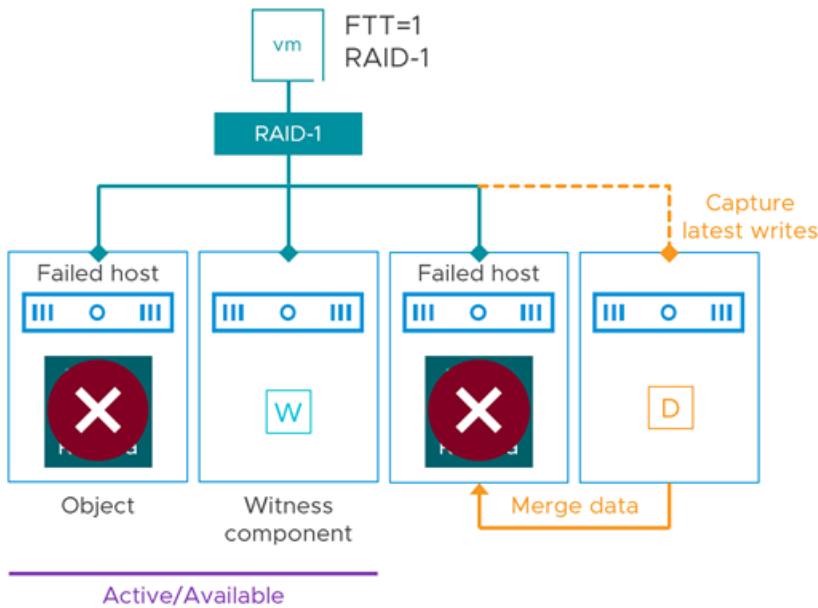 vm
FTT=1
RAID-1
RAID-1
Capture
latest writes
Failed host
Failed host
W
D
Object
Witness
component
Merge data
Active/Available